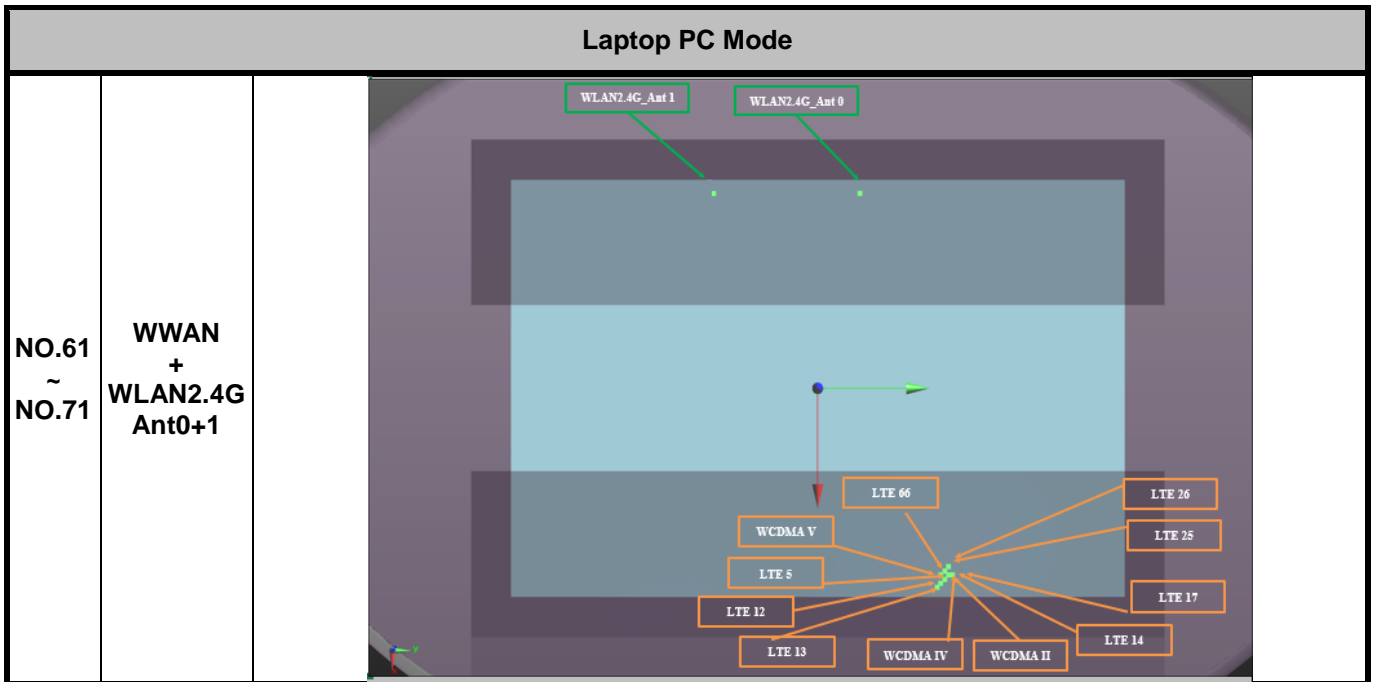 Laptop PC Mode
NO.61
~
NO.71
WWAN
+
WLAN2.4G
Ant0+1
WLAN2.4G_Ant 1
WLAN2.4G_Ant 0
LTE 66
LTE 26
WCDMA V
LTE 25
LTE 5
LTE 17
LTE 12
LTE 14
LTE 13
WCDMA IV
WCDMA II
Y